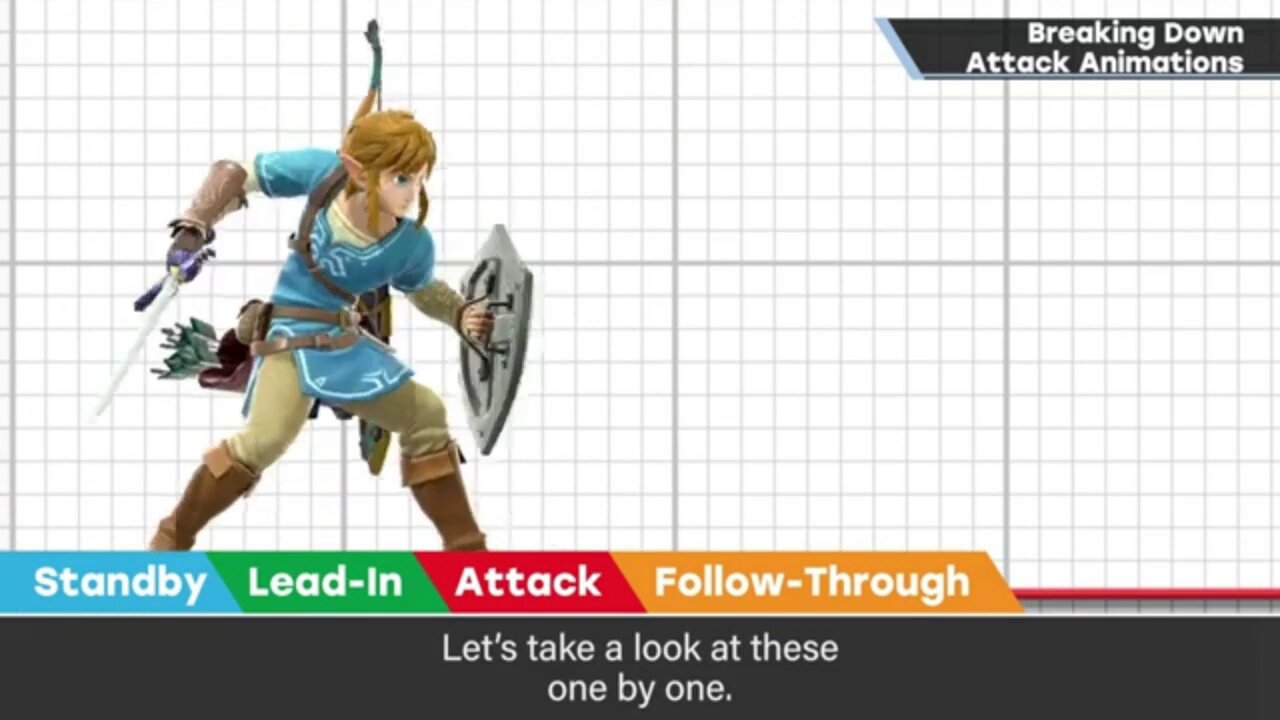 Breaking Down
Attack Animations
Standby
Lead-In
Attack
Follow-Through
Let's take a look at these
one by one.